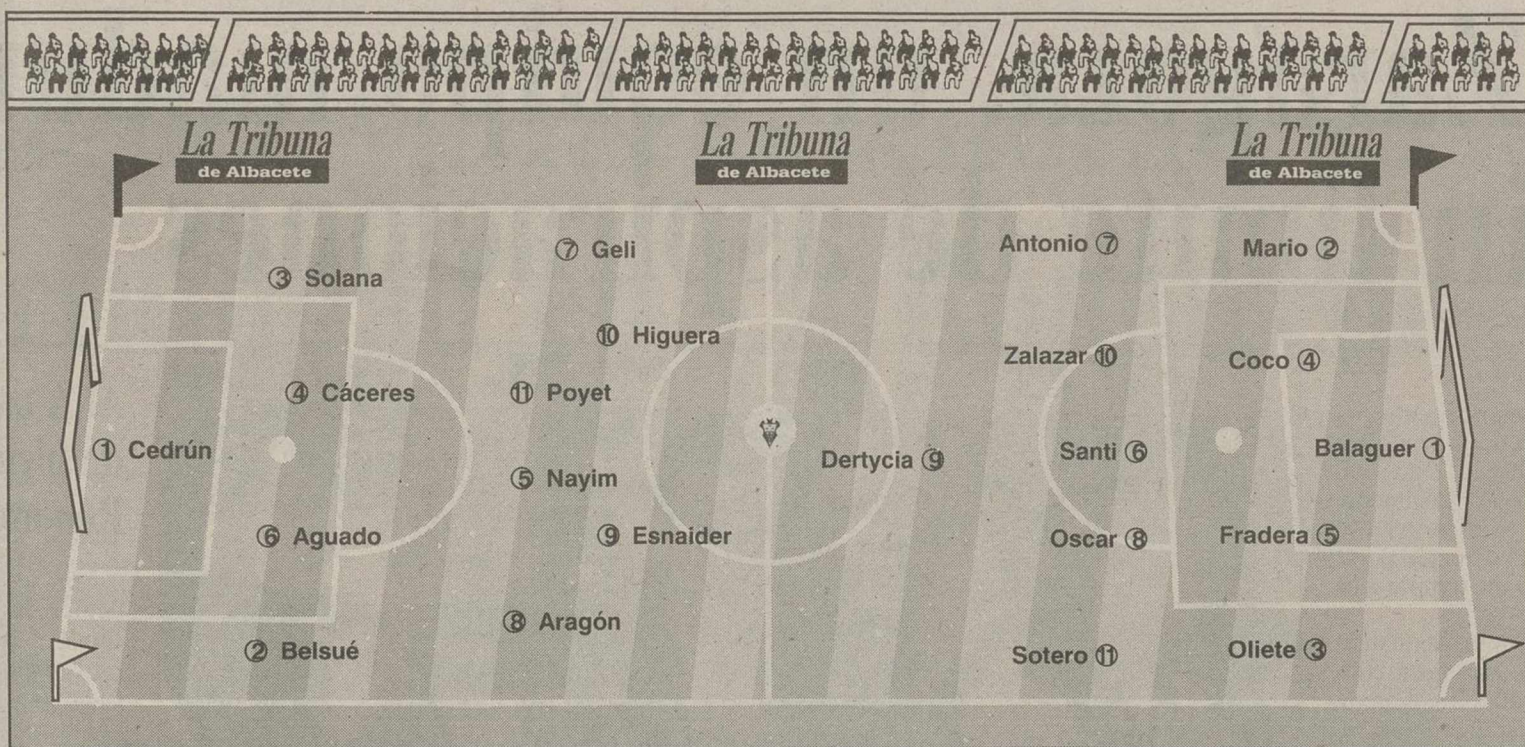 La Tribuna
de Albacete
La Tribuna
de Albacete
La Tribuna
de Albacete
⑦ Geli
Antonio ⑦
Mario ②
③ Solana
⑩ Higuera
Zalazar ⑩
Coco ④
④ Cáceres
⑪ Poyet
① Cedrún
Dertycia ⑨
Santi ⑥
Balaguer ①
⑤ Nayim
⑥ Aguado
⑨ Esnaider
Oscar ⑧
Fradera ⑤
⑧ Aragón
② Belsué
Sotero ⑪
Oliete ③